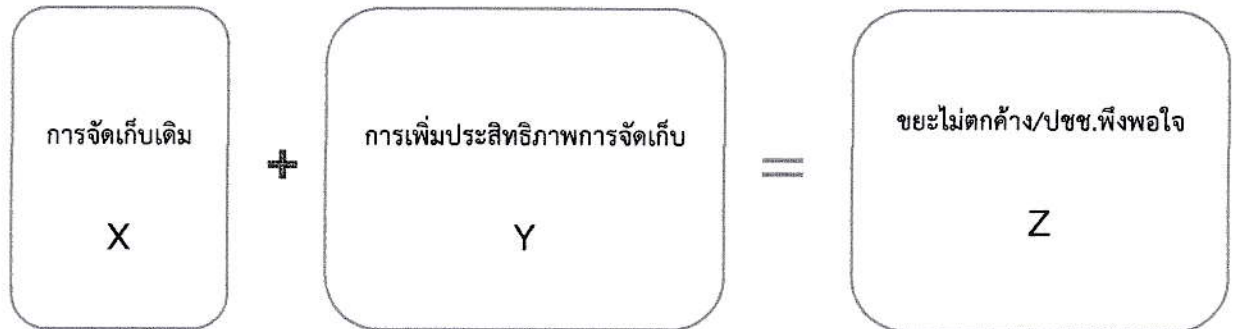 การจัดเก็บเดิม
+
การเพิ่มประสิทธิภาพการจัดเก็บ
=
ขยะไม่ตกค้าง/ปชช.พึงพอใจ
X
Y
Z